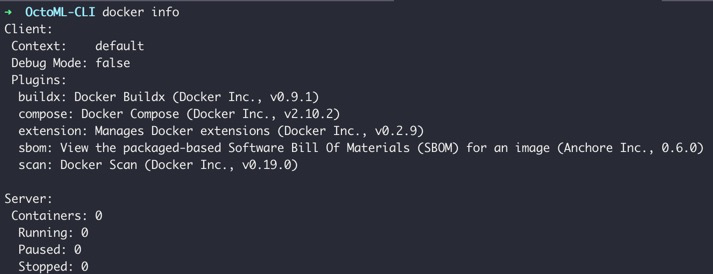 ➜  OctoML-CLI docker info
Client:
 Context:    default
 Debug Mode: false
 Plugins:
  buildx: Docker Buildx (Docker Inc., v0.9.1)
  compose: Docker Compose (Docker Inc., v2.10.2)
  extension: Manages Docker extensions (Docker Inc., v0.2.9)
  sbom: View the packaged-based Software Bill Of Materials (SBOM) for an image (Anchore Inc., 0.6.0)
  scan: Docker Scan (Docker Inc., v0.19.0)

Server:
 Containers: 0
  Running: 0
  Paused: 0
  Stopped: 0